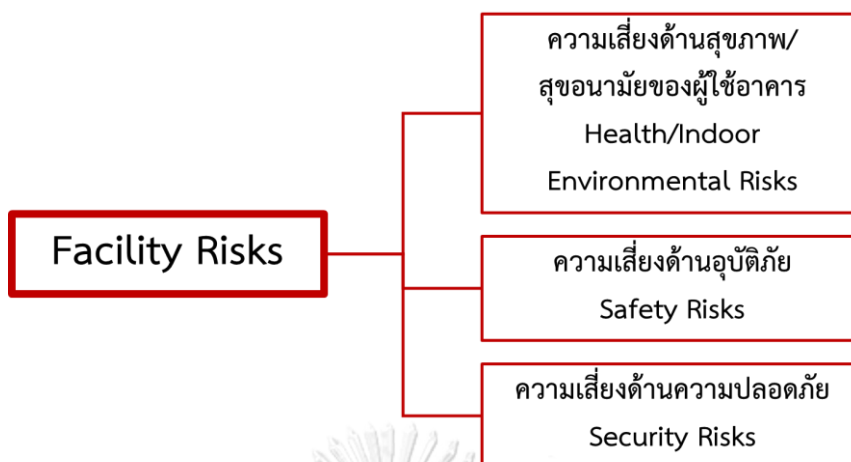 Facility Risks
ความเสี่ยงด้านสุขภาพ/
สุขอนามัยของผู้ใช้อาคาร
Health/Indoor
Environmental Risks
ความเสี่ยงด้านอุบัติภัย
Safety Risks
ความเสี่ยงด้านความปลอดภัย
Security Risks